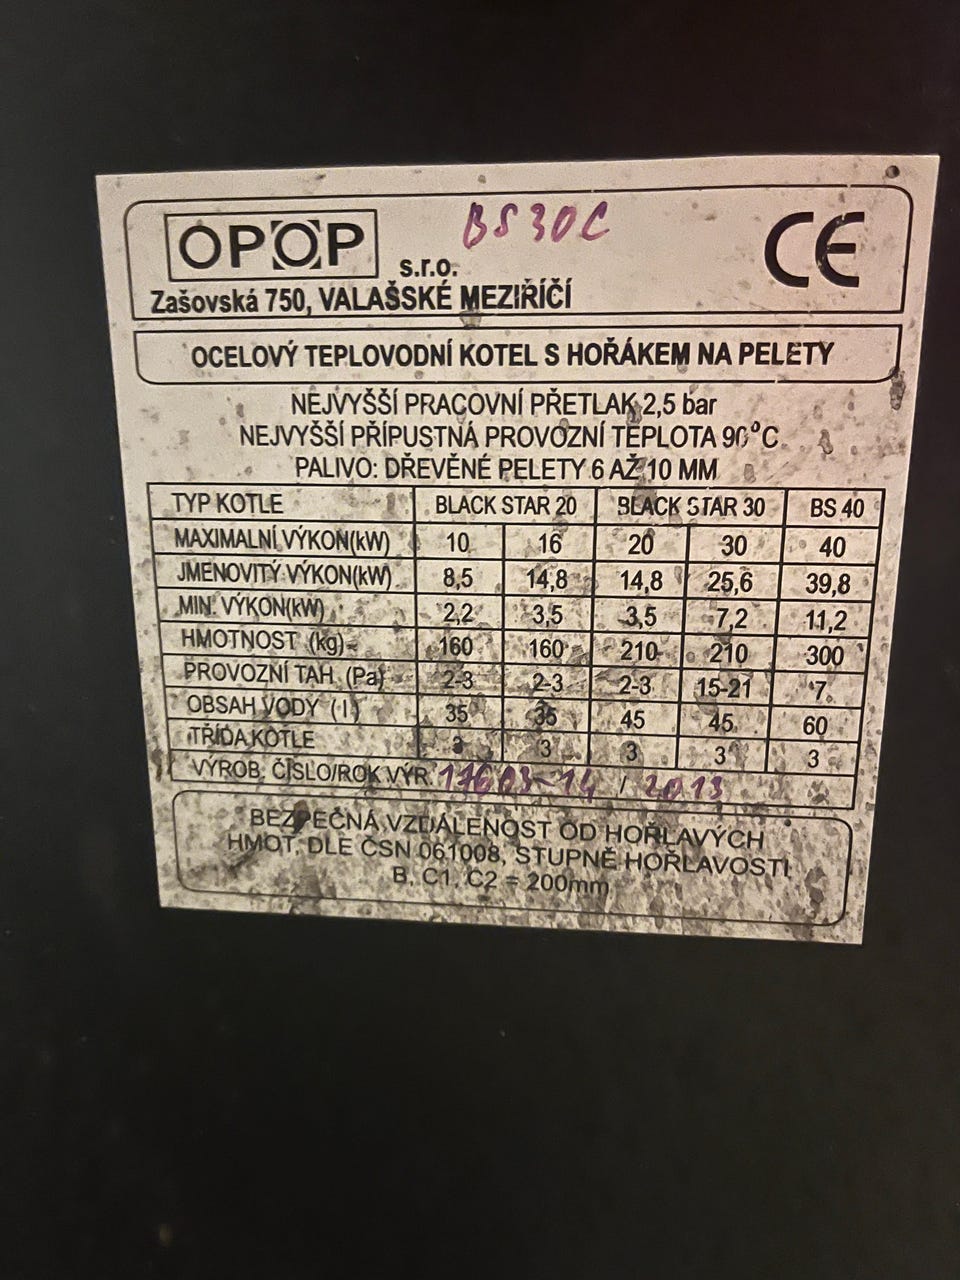 OPOP s.r.o. BS30C CE
Zašovská 750, VALAŠSKÉ MEZIŘÍČÍ
OCELOVÝ TEPLOVODNÍ KOTEL S HOŘÁKEM NA PELETY
NEJVYŠŠÍ PRACOVNÍ PŘETLAK 2,5 bar
NEJVYŠŠÍ PŘÍPUSTNÁ PROVOZNÍ TEPLOTA 90°C
PALIVO: DŘEVĚNÉ PELETY 6 AŽ 10 MM
TYP KOTLE BLACK STAR 20 BLACK STAR 30 BS 40
MAXIMALNÍ VÝKON(kW) 10 16 20 30 40
JMENOVITÝ VÝKON(kW) 8,5 14,8 14,8 25,6 39,8
MIN. VÝKON(kW) 2,2 3,5 3,5 7,2 11,2
HMOTNOST (kg) 160 160 210 210 300
PROVOZNÍ TAH (Pa) 2-3 2-3 2-3 15-21 7
OBSAH VODY (l) 35 35 45 45 60
TŘÍDA KOTLE 3 3 3 3 3
VÝROB. ČÍSLO/ROK VÝR. 17603-14 / 2013
BEZPEČNÁ VZDÁLENOST OD HOŘLAVÝCH
HMOT, DLE ČSN 061008, STUPNĚ HOŘLAVOSTI
B, C1, C2 = 200mm